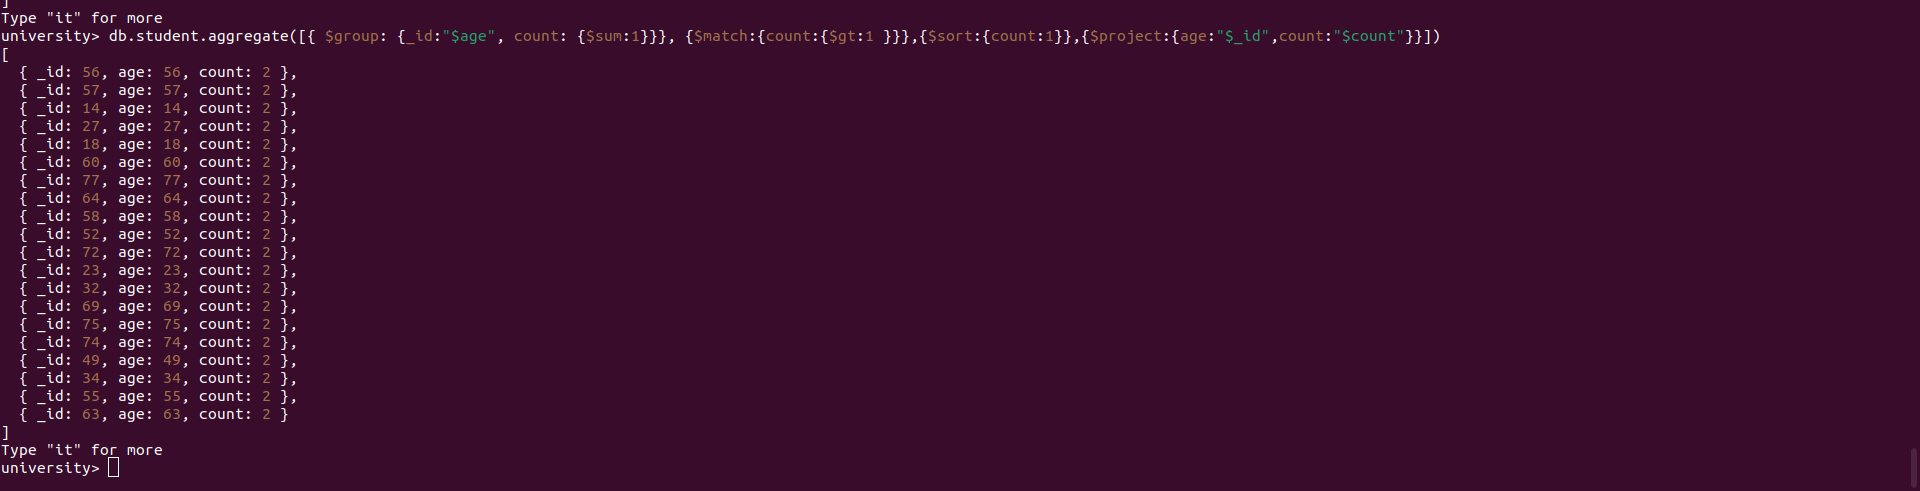 ]
Type "it" for more
university> db.student.aggregate([{ $group: {_id:"$age", count: {$sum:1}}}, {$match:{count:{$gt:1 }}},{$sort:{count:1}},{$project:{age:"$_id",count:"$count"}}])
[
  { _id: 56, age: 56, count: 2 },
  { _id: 57, age: 57, count: 2 },
  { _id: 14, age: 14, count: 2 },
  { _id: 27, age: 27, count: 2 },
  { _id: 18, age: 18, count: 2 },
  { _id: 60, age: 60, count: 2 },
  { _id: 77, age: 77, count: 2 },
  { _id: 64, age: 64, count: 2 },
  { _id: 58, age: 58, count: 2 },
  { _id: 52, age: 52, count: 2 },
  { _id: 72, age: 72, count: 2 },
  { _id: 23, age: 23, count: 2 },
  { _id: 32, age: 32, count: 2 },
  { _id: 69, age: 69, count: 2 },
  { _id: 75, age: 75, count: 2 },
  { _id: 74, age: 74, count: 2 },
  { _id: 49, age: 49, count: 2 },
  { _id: 34, age: 34, count: 2 },
  { _id: 55, age: 55, count: 2 },
  { _id: 63, age: 63, count: 2 }
]
Type "it" for more
university>